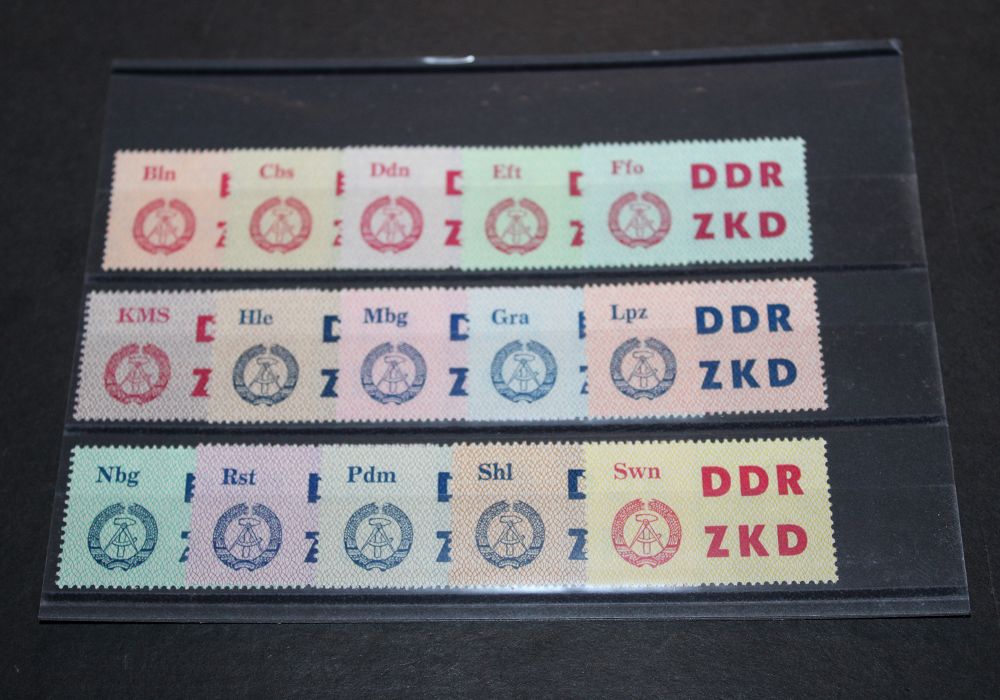 Bln
Cbs
Ddn
Eft
Ffo
DDR
ZKD
KMS
Hle
Mbg
Gra
Lpz
DDR
ZKD
Nbg
Rst
Pdm
Shl
Swn
DDR
ZKD